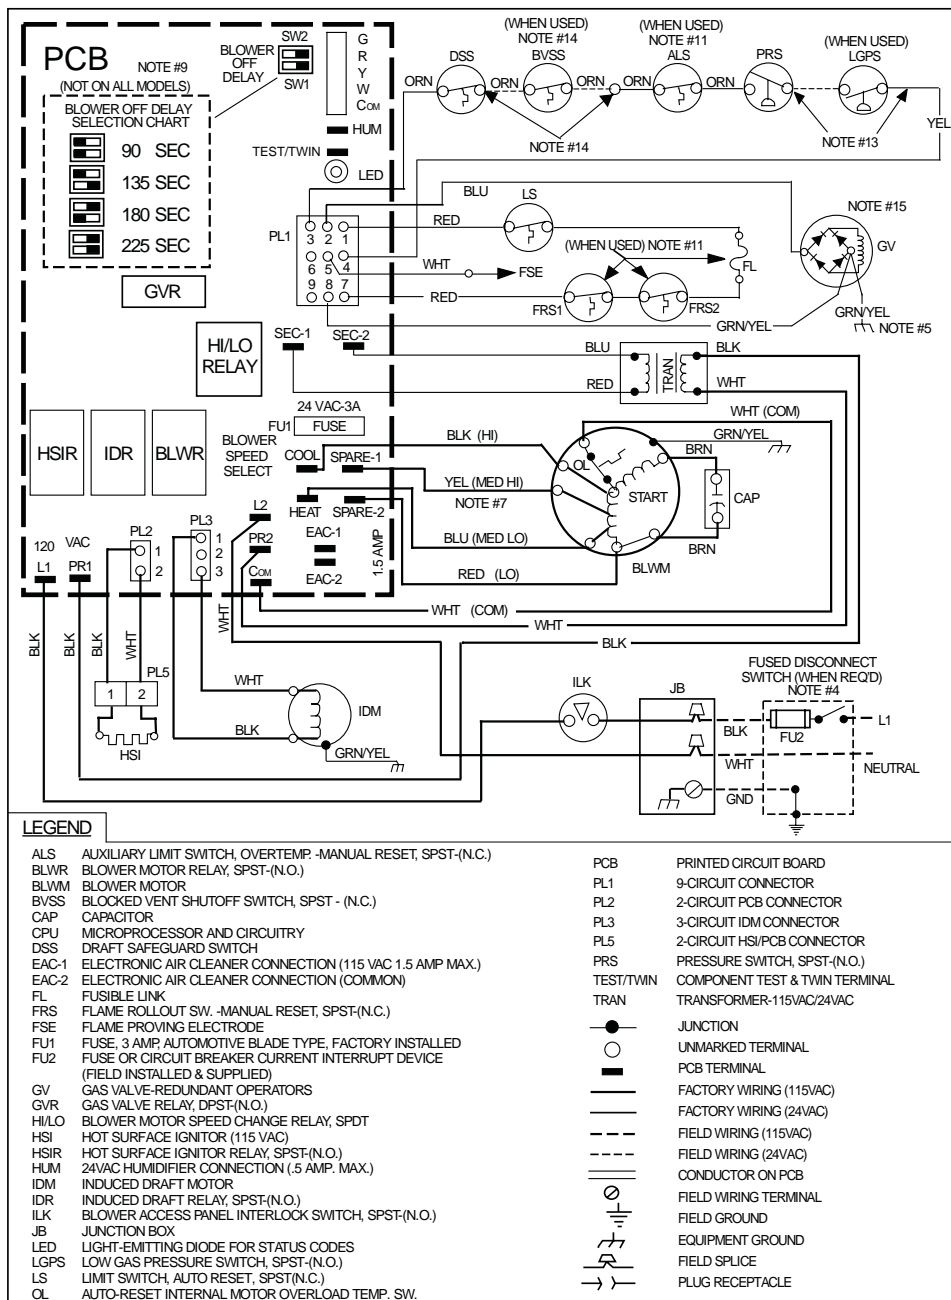 PCB
NOTE #9
(NOT ON ALL MODELS)
BLOWER OFF DELAY
SELECTION CHART
90 SEC
135 SEC
180 SEC
225 SEC
BLOWER
OFF
DELAY
SW2
SW1
G
R
Y
W
COM
HUM
TEST/TWIN
LED
GVR
HI/LO
RELAY
HSIR
IDR
BLWR
PL1
3 2 1
6 5 4
9 8 7
SEC-1
SEC-2
24 VAC-3A
FU1
FUSE
BLOWER
SPEED
SELECT
COOL
SPARE-1
HEAT
SPARE-2
EAC-1
EAC-2
1.5 AMP
L2
PR2
COM
PL3
1
2
3
PL2
1
2
120 VAC
L1
PR1
(WHEN USED)
NOTE #14
BVSS
(WHEN USED)
NOTE #11
ALS
(WHEN USED)
LGPS
DSS
PRS
ORN
ORN
ORN
ORN
YEL
NOTE #14
NOTE #13
BLU
RED
LS
(WHEN USED) NOTE #11
WHT
FSE
FL
RED
FRS1
FRS2
NOTE #15
GV
GRN/YEL
GRN/YEL
NOTE #5
BLU
RED
TRAN
BLK
WHT
WHT (COM)
GRN/YEL
BLK (HI)
OL
START
BRN
CAP
BRN
BLWM
YEL (MED HI)
NOTE #7
BLU (MED LO)
RED (LO)
WHT (COM)
WHT
BLK
BLK
BLK
BLK
WHT
WHT
PL5
1 2
HSI
WHT
BLK
IDM
GRN/YEL
ILK
JB
FUSED DISCONNECT
SWITCH (WHEN REQ'D)
NOTE #4
BLK
FU2
L1
WHT
NEUTRAL
GND
LEGEND
ALS AUXILIARY LIMIT SWITCH, OVERTEMP. -MANUAL RESET, SPST-(N.C.)
BLWR BLOWER MOTOR RELAY, SPST-(N.O.)
BLWM BLOWER MOTOR
BVSS BLOCKED VENT SHUTOFF SWITCH, SPST - (N.C.)
CAP CAPACITOR
CPU MICROPROCESSOR AND CIRCUITRY
DSS DRAFT SAFEGUARD SWITCH
EAC-1 ELECTRONIC AIR CLEANER CONNECTION (115 VAC 1.5 AMP MAX.)
EAC-2 ELECTRONIC AIR CLEANER CONNECTION (COMMON)
FL FUSIBLE LINK
FRS FLAME ROLLOUT SW. -MANUAL RESET, SPST-(N.C.)
FSE FLAME PROVING ELECTRODE
FU1 FUSE, 3 AMP, AUTOMOTIVE BLADE TYPE, FACTORY INSTALLED
FU2 FUSE OR CIRCUIT BREAKER CURRENT INTERRUPT DEVICE
(FIELD INSTALLED & SUPPLIED)
GV GAS VALVE-REDUNDANT OPERATORS
GVR GAS VALVE RELAY, DPST-(N.O.)
HI/LO BLOWER MOTOR SPEED CHANGE RELAY, SPDT
HSI HOT SURFACE IGNITOR (115 VAC)
HSIR HOT SURFACE IGNITOR RELAY, SPST-(N.O.)
HUM 24VAC HUMIDIFIER CONNECTION (.5 AMP. MAX.)
IDM INDUCED DRAFT MOTOR
IDR INDUCED DRAFT RELAY, SPST-(N.O.)
ILK BLOWER ACCESS PANEL INTERLOCK SWITCH, SPST-(N.O.)
JB JUNCTION BOX
LED LIGHT-EMITTING DIODE FOR STATUS CODES
LGPS LOW GAS PRESSURE SWITCH, SPST-(N.O.)
LS LIMIT SWITCH, AUTO RESET, SPST(N.C.)
OL AUTO-RESET INTERNAL MOTOR OVERLOAD TEMP. SW.
PCB PRINTED CIRCUIT BOARD
PL1 9-CIRCUIT CONNECTOR
PL2 2-CIRCUIT PCB CONNECTOR
PL3 3-CIRCUIT IDM CONNECTOR
PL5 2-CIRCUIT HSI/PCB CONNECTOR
PRS PRESSURE SWITCH, SPST-(N.O.)
TEST/TWIN COMPONENT TEST & TWIN TERMINAL
TRAN TRANSFORMER-115VAC/24VAC
JUNCTION
UNMARKED TERMINAL
PCB TERMINAL
FACTORY WIRING (115VAC)
FACTORY WIRING (24VAC)
FIELD WIRING (115VAC)
FIELD WIRING (24VAC)
CONDUCTOR ON PCB
FIELD WIRING TERMINAL
FIELD GROUND
EQUIPMENT GROUND
FIELD SPLICE
PLUG RECEPTACLE